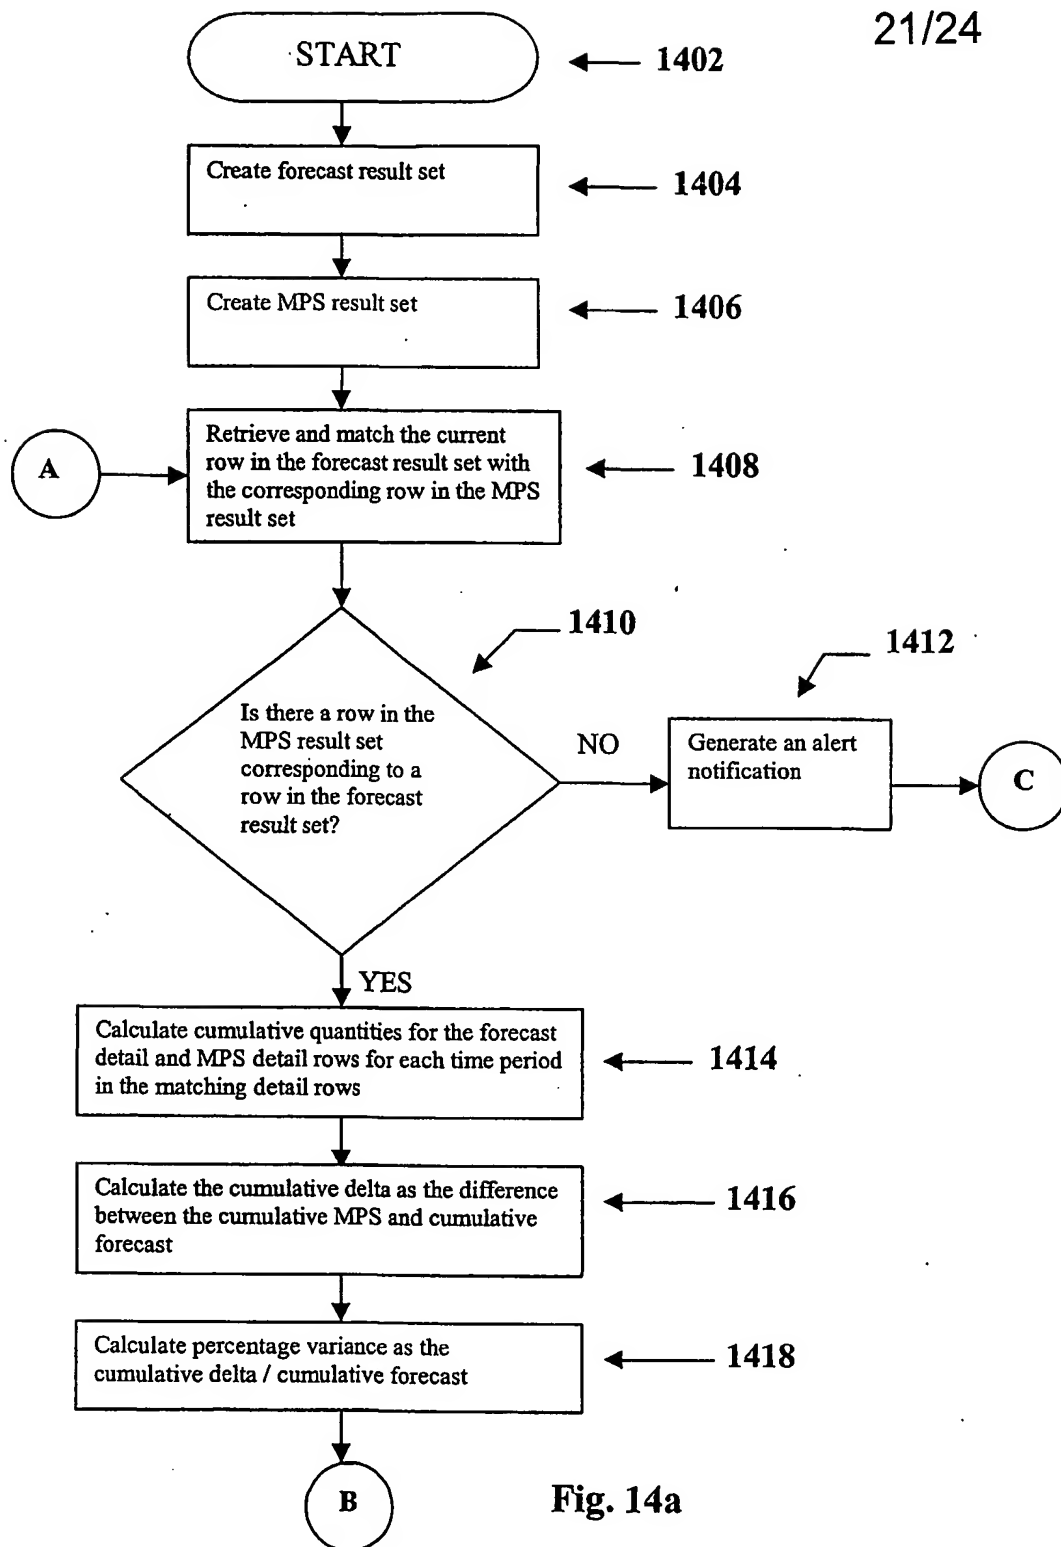 21/24
START
1402
Create forecast result set
1404
Create MPS result set
1406
A
Retrieve and match the current
row in the forecast result set with
the corresponding row in the MPS
result set
1408
1410
1412
Is there a row in the
MPS result set
corresponding to a
row in the forecast
result set?
NO
Generate an alert
notification
C
YES
Calculate cumulative quantities for the forecast
detail and MPS detail rows for each time period
in the matching detail rows
1414
Calculate the cumulative delta as the difference
between the cumulative MPS and cumulative
forecast
1416
Calculate percentage variance as the
cumulative delta / cumulative forecast
1418
B
Fig. 14a